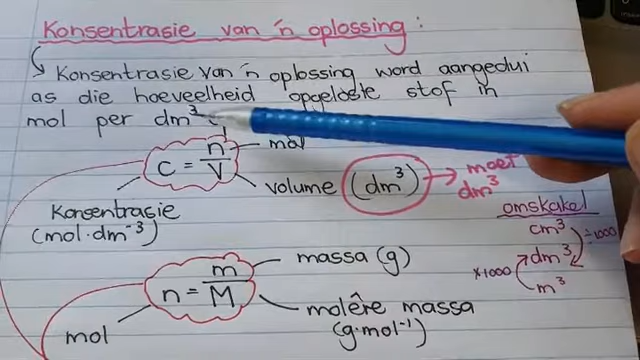 Konsentrasie van 'n oplossing :
Konsentrasie van 'n oplossing word aangedui
as die hoeveelheid opgeloste stof in
mol per dm³
c = n/V
mol
volume (dm³) → moet dm³
Konsentrasie
(mol·dm⁻³)
omskakel
cm³
÷1000
dm³
×1000
m³
n = m/M
massa (g)
molêre massa
(g·mol⁻¹)
mol